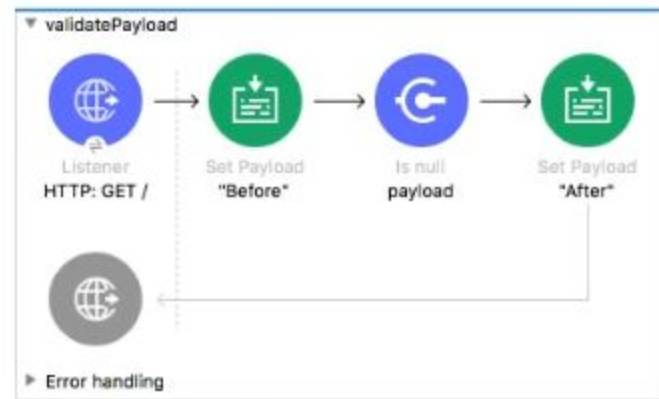 validatePayload
Listener
HTTP: GET /
Set Payload
"Before"
Is null
payload
Set Payload
"After"
Error handling